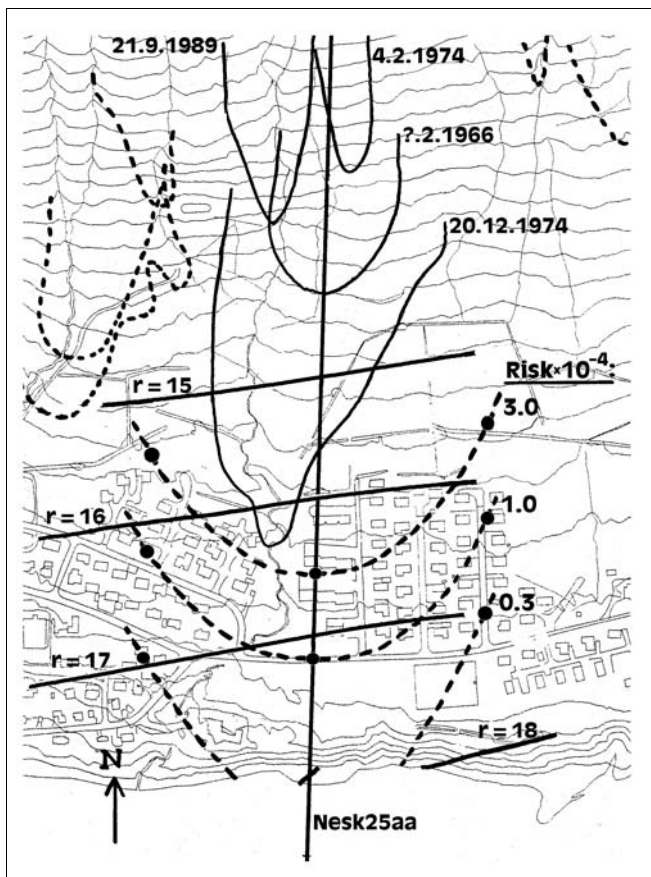 21.9.1989
4.2.1974
?.2.1966
20.12.1974
Risk×10⁻⁴:
r = 15
3.0
r = 16
1.0
0.3
r = 17
r = 18
N
Nesk25aa